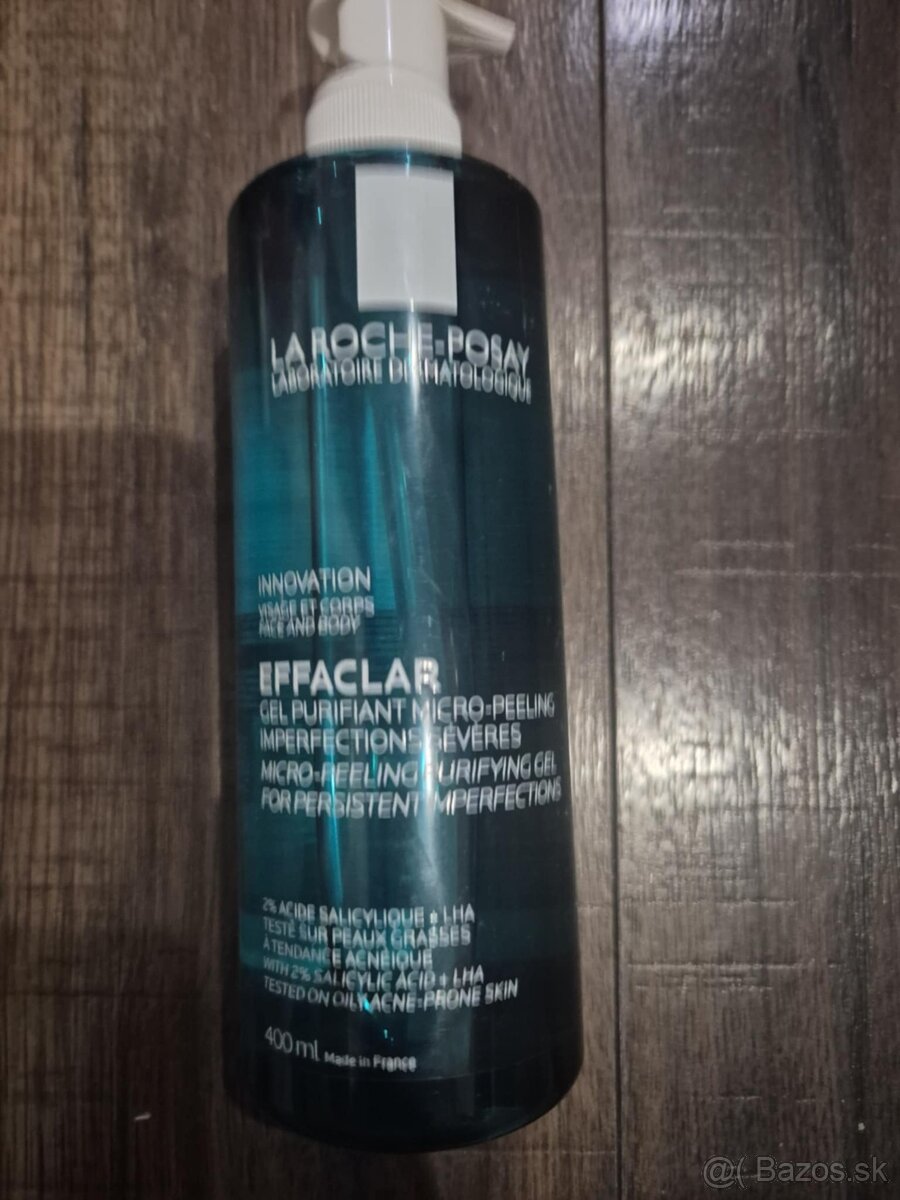 LA ROCHE-POSAY
LABORATOIRE DERMATOLOGIQUE
INNOVATION
VISAGE ET CORPS
FACE AND BODY
EFFACLAR
GEL PURIFIANT MICRO-PEELING
IMPERFECTIONS SÉVÈRES
MICRO-PEELING PURIFYING GEL
FOR PERSISTENT IMPERFECTIONS
2% ACIDE SALICYLIQUE + LHA
TESTÉ SUR PEAUX GRASSES
À TENDANCE ACNÉIQUE
WITH 2% SALICYLIC ACID + LHA
TESTED ON OILY ACNE-PRONE SKIN
400 ml Made in France
@( Bazos.sk